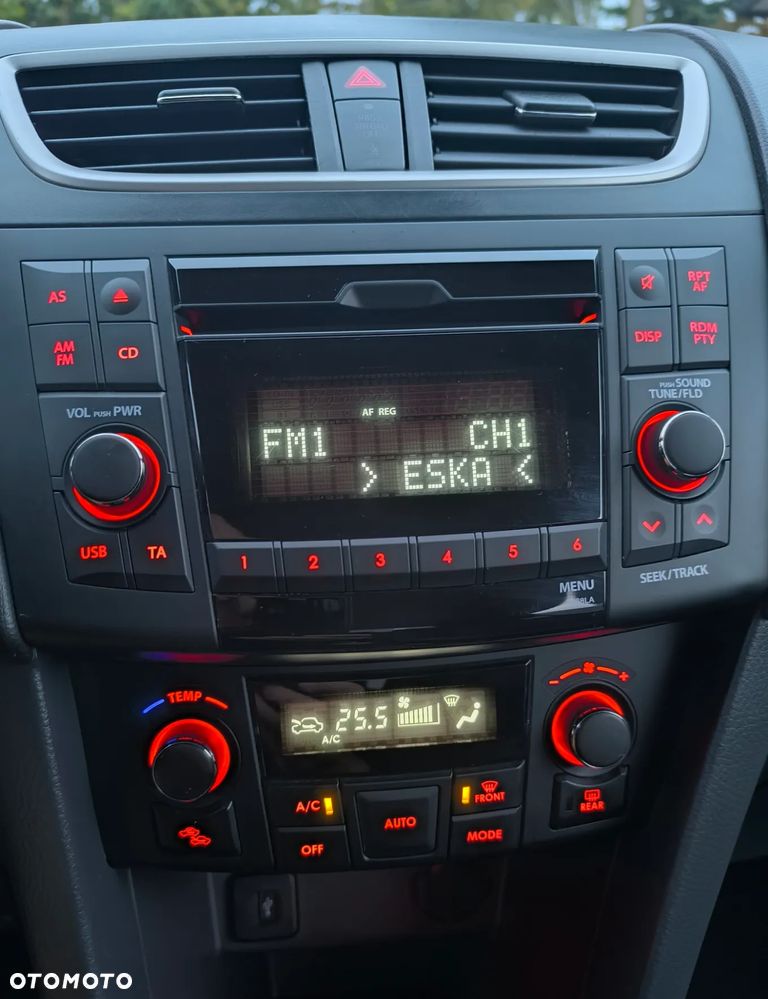 AS
AM
FM
CD
VOL PUSH PWR
USB
TA
AF REG
FM1 CH1
> ESKA <
1 2 3 4 5 6
MENU
RPT
AF
DISP
RDM
PTY
PUSH SOUND
TUNE/FLD
SEEK/TRACK
TEMP
25.5
A/C
- +
A/C
OFF
AUTO
FRONT
MODE
REAR
OTOMOTO